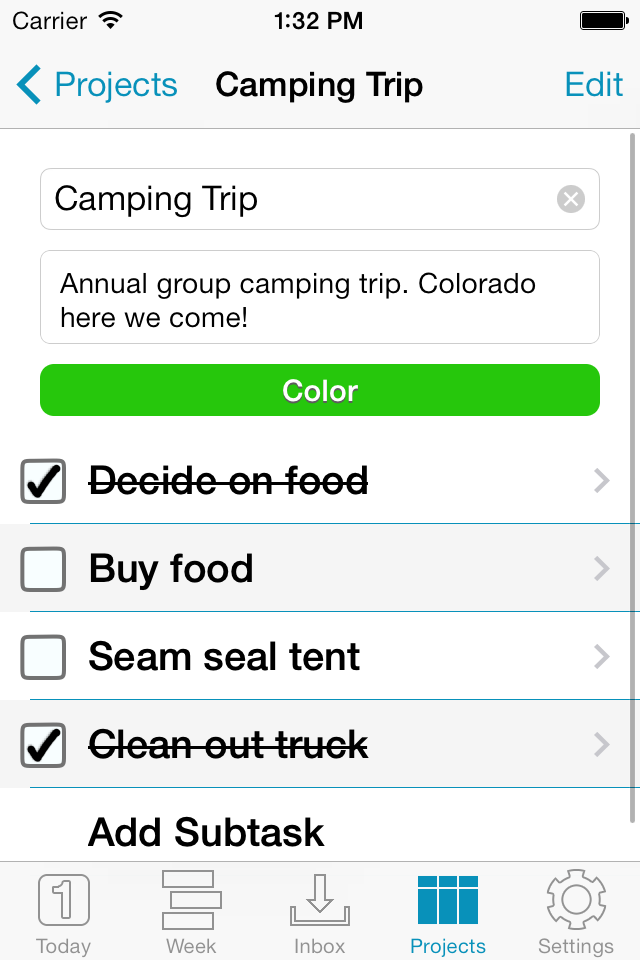 Carrier 1:32 PM
Projects Camping Trip Edit
Camping Trip
Annual group camping trip. Colorado
here we come!
Color
Decide on food
Buy food
Seam seal tent
Clean out truck
Add Subtask
1
Today Week Inbox Projects Settings